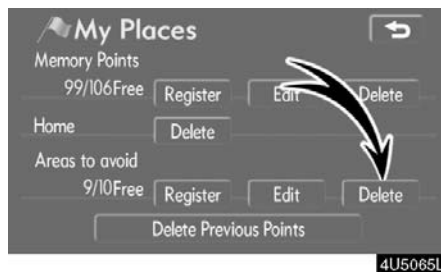 My Places
Memory Points
99/106Free Register Edit Delete
Home Delete
Areas to avoid
9/10Free Register Edit Delete
Delete Previous Points
4U5065L